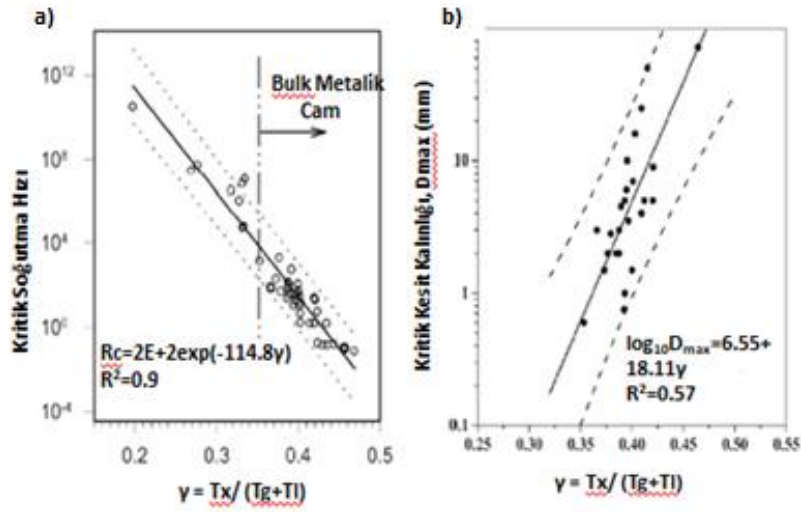 a)
10¹²
10⁸
10⁴
10⁰
10⁻⁴
Kritik Soğutma Hızı
Bulk Metalik
Cam
Rc=2E+2exp(-114.8y)
R²=0.9
0.2
0.3
0.4
0.5
γ = Tx/ (Tg+Tl)
b)
Kritik Kesit Kalınlığı, Dmax (mm)
10
1
0.1
log₁₀Dₘₐₓ=6.55+
18.11y
R²=0.57
0.25
0.30
0.35
0.40
0.45
0.50
0.55
γ = Tx/ (Tg+Tl)